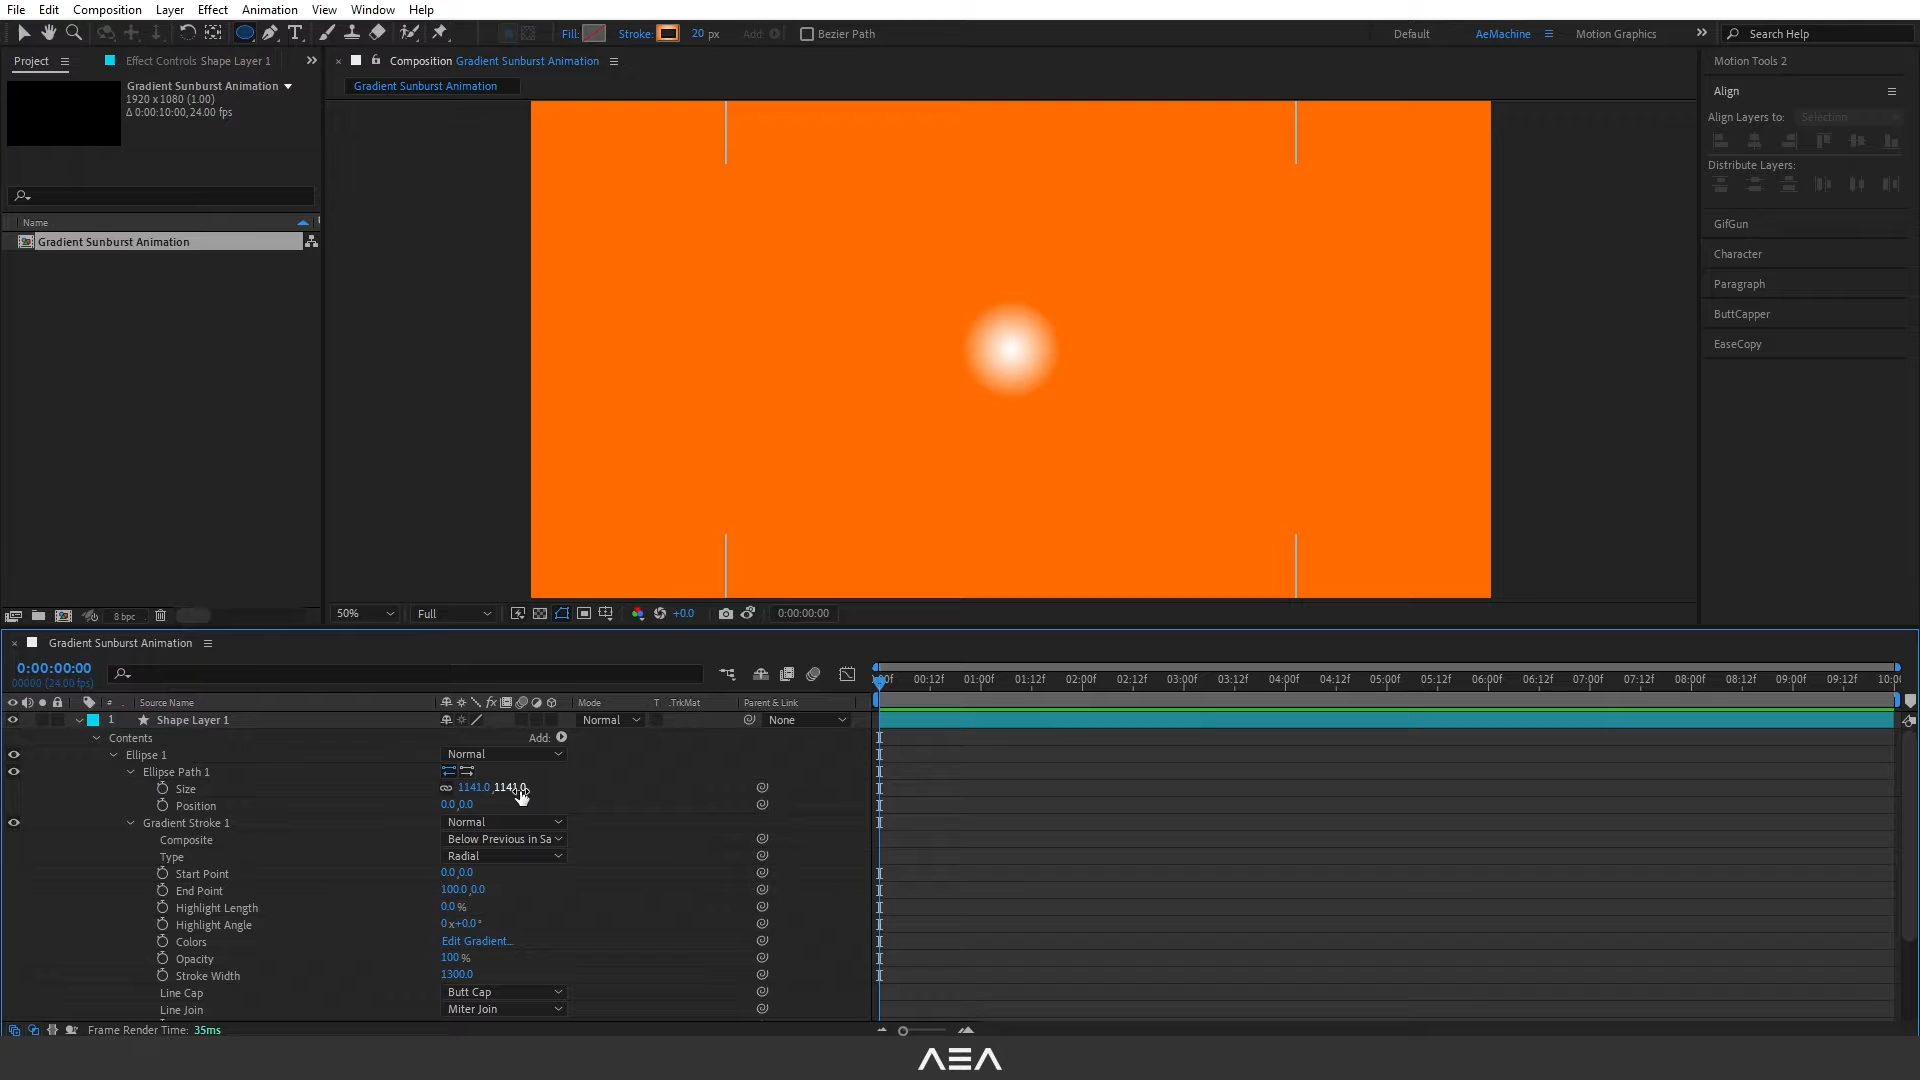 File Edit Composition Layer Effect Animation View Window Help
Fill: Stroke: 20 px Add: Bezier Path Default AeMachine Motion Graphics Search Help
Project Effect Controls Shape Layer 1
Composition Gradient Sunburst Animation
Motion Tools 2
Gradient Sunburst Animation
1920 x 1080 (1.00)
Δ 0:00:10:00, 24.00 fps
Gradient Sunburst Animation
Align
Align Layers to: Selection
Distribute Layers:
Name
Gradient Sunburst Animation
GifGun
Character
Paragraph
ButtCapper
EaseCopy
8 bpc
50% Full +0.0 0:00:00:00
Gradient Sunburst Animation
0:00:00:00
00000 (24.00 fps)
00:12f 01:00f 01:12f 02:00f 02:12f 03:00f 03:12f 04:00f 04:12f 05:00f 05:12f 06:00f 06:12f 07:00f 07:12f 08:00f 08:12f 09:00f 09:12f
# Source Name Mode T .TrkMat Parent & Link
1 Shape Layer 1 Normal None
Contents Add:
Ellipse 1 Normal
Ellipse Path 1
Size 1141.0,1141.0
Position 0.0,0.0
Gradient Stroke 1 Normal
Composite Below Previous in Sa
Type Radial
Start Point 0.0,0.0
End Point 100.0,0.0
Highlight Length 0.0%
Highlight Angle 0x+0.0°
Colors Edit Gradient...
Opacity 100%
Stroke Width 1300.0
Line Cap Butt Cap
Line Join Miter Join
Frame Render Time: 35ms